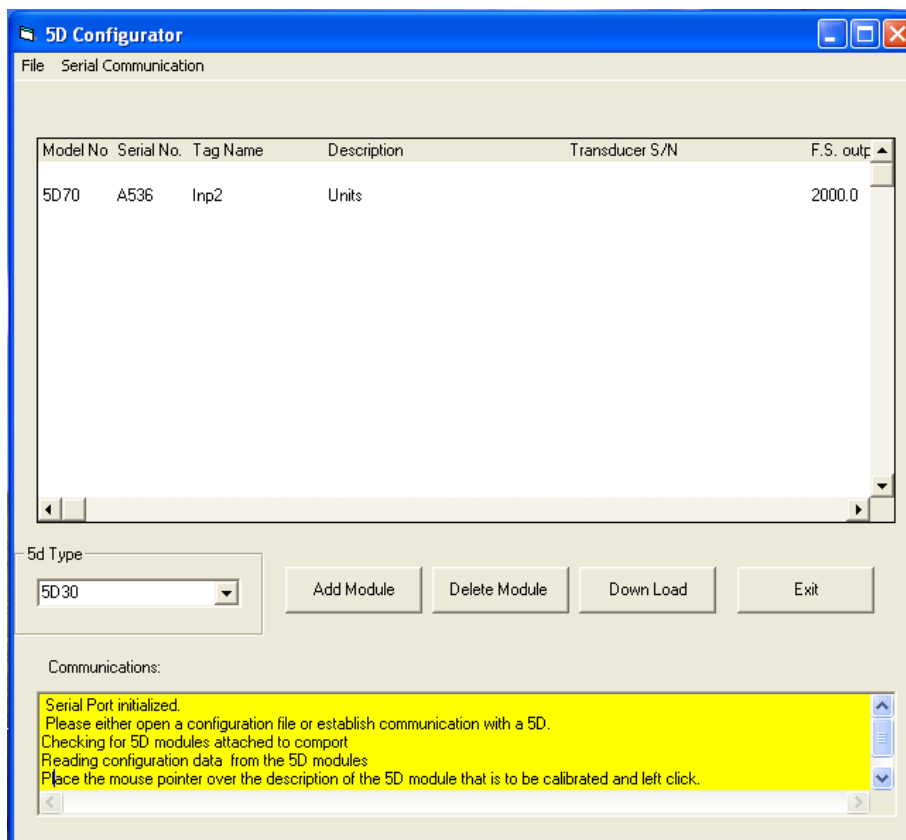 5D Configurator
File Serial Communication
Model No Serial No. Tag Name Description Transducer S/N F.S. outp
5D70 A536 Inp2 Units 2000.0
5d Type
5D30
Add Module Delete Module Down Load Exit
Communications:
Serial Port initialized.
Please either open a configuration file or establish communication with a 5D.
Checking for 5D modules attached to comport
Reading configuration data from the 5D modules
Place the mouse pointer over the description of the 5D module that is to be calibrated and left click.